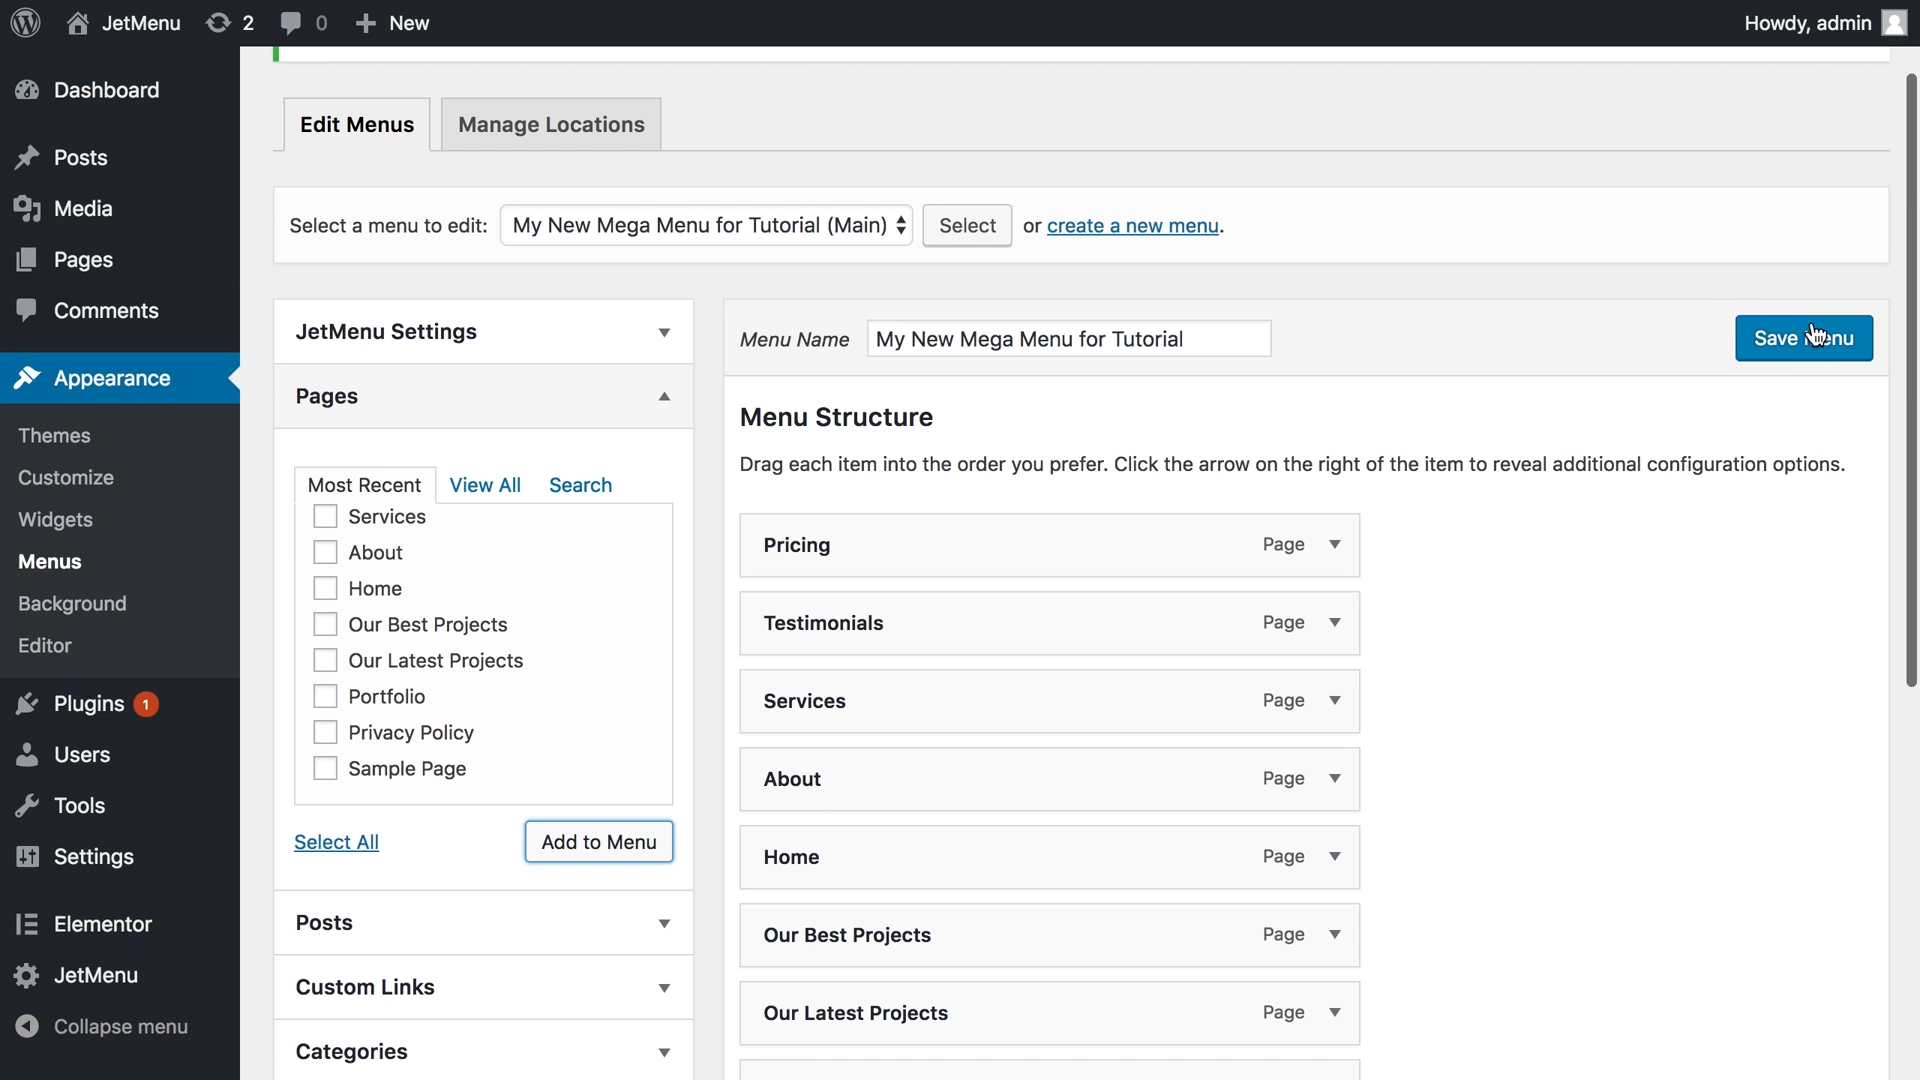 JetMenu 2 0 + New Howdy, admin
Dashboard
Posts
Media
Pages
Comments
Appearance
Themes
Customize
Widgets
Menus
Background
Editor
Plugins 1
Users
Tools
Settings
Elementor
JetMenu
Collapse menu
Edit Menus Manage Locations
Select a menu to edit: My New Mega Menu for Tutorial (Main) Select or create a new menu.
JetMenu Settings
Pages
Most Recent View All Search
Services
About
Home
Our Best Projects
Our Latest Projects
Portfolio
Privacy Policy
Sample Page
Select All Add to Menu
Posts
Custom Links
Categories
Menu Name My New Mega Menu for Tutorial Save
Menu Structure
Drag each item into the order you prefer. Click the arrow on the right of the item to reveal additional configuration options.
Pricing Page
Testimonials Page
Services Page
About Page
Home Page
Our Best Projects Page
Our Latest Projects Page